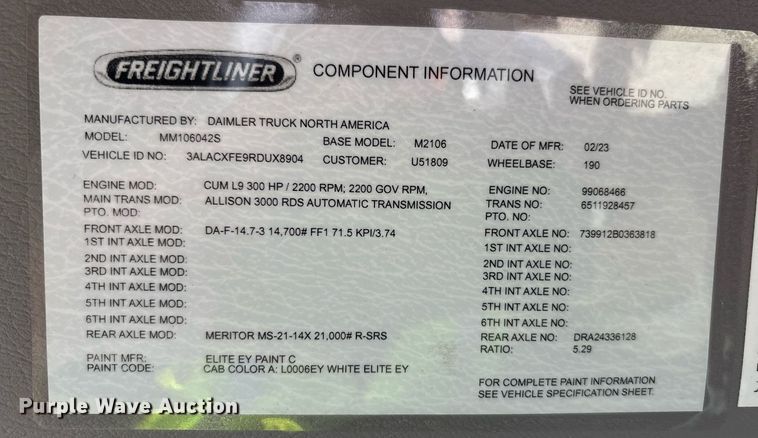 FREIGHTLINER ® COMPONENT INFORMATION
SEE VEHICLE ID NO.
WHEN ORDERING PARTS
MANUFACTURED BY: DAIMLER TRUCK NORTH AMERICA
MODEL: MM106042S BASE MODEL: M2106 DATE OF MFR: 02/23
VEHICLE ID NO: 3ALACXFE9RDUX8904 CUSTOMER: U51809 WHEELBASE: 190
ENGINE MOD: CUM L9 300 HP / 2200 RPM; 2200 GOV RPM, ENGINE NO: 99068466
MAIN TRANS MOD: ALLISON 3000 RDS AUTOMATIC TRANSMISSION TRANS NO: 6511928457
PTO. MOD: PTO. NO:
FRONT AXLE MOD: DA-F-14.7-3 14,700# FF1 71.5 KPI/3.74 FRONT AXLE NO: 739912B0363818
1ST INT AXLE MOD: 1ST INT AXLE NO:
2ND INT AXLE MOD: 2ND INT AXLE NO:
3RD INT AXLE MOD: 3RD INT AXLE NO:
4TH INT AXLE MOD: 4TH INT AXLE NO:
5TH INT AXLE MOD: 5TH INT AXLE NO:
6TH INT AXLE MOD: 6TH INT AXLE NO:
REAR AXLE MOD: MERITOR MS-21-14X 21,000# R-SRS REAR AXLE NO: DRA24336128
RATIO: 5.29
PAINT MFR: ELITE EY PAINT C
PAINT CODE: CAB COLOR A: L0006EY WHITE ELITE EY
FOR COMPLETE PAINT INFORMATION
SEE VEHICLE SPECIFICATION SHEET.
Purple Wave Auction